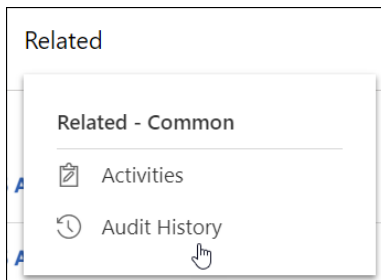 Related
Related - Common
Activities
A
Audit History
A